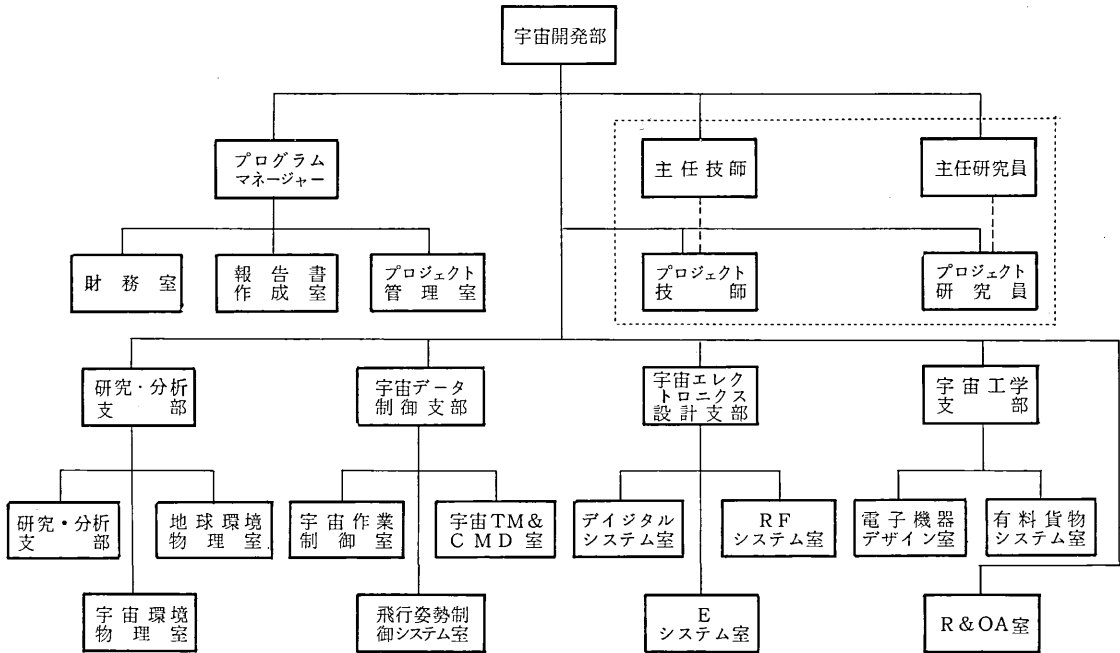 宇宙開発部
プログラム
マネージャー
主任技師
主任研究員
財務室
報告書
作成室
プロジェクト
管理室
プロジェクト
技師
プロジェクト
研究員
研究・分析
支部
宇宙データ
制御支部
宇宙エレク
トロニクス
設計支部
宇宙工学
支部
研究・分析
支部
地球環境
物理室
宇宙作業
制御室
宇宙TM&
CMD室
デイジタル
システム室
RF
システム室
電子機器
デザイン室
有料貨物
システム室
宇宙環境
物理室
飛行姿勢制
御システム室
E
システム室
R&OA室